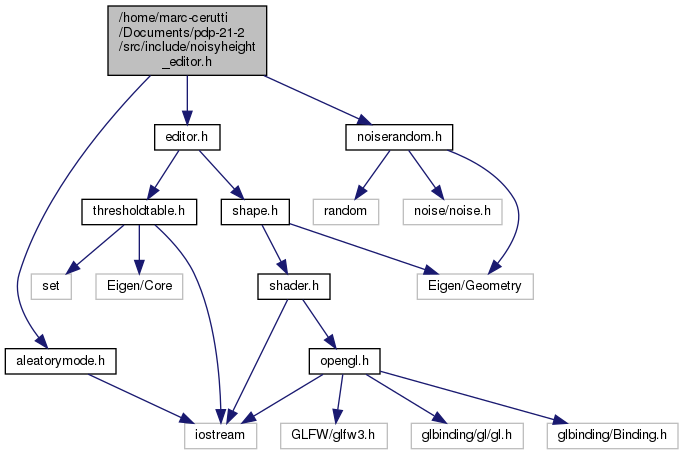 /home/marc-cerutti
/Documents/pdp-21-2
/src/include/noisyheight
_editor.h
editor.h
noiserandom.h
thresholdtable.h
shape.h
random
noise/noise.h
set
Eigen/Core
shader.h
Eigen/Geometry
aleatorymode.h
opengl.h
iostream
GLFW/glfw3.h
glbinding/gl/gl.h
glbinding/Binding.h